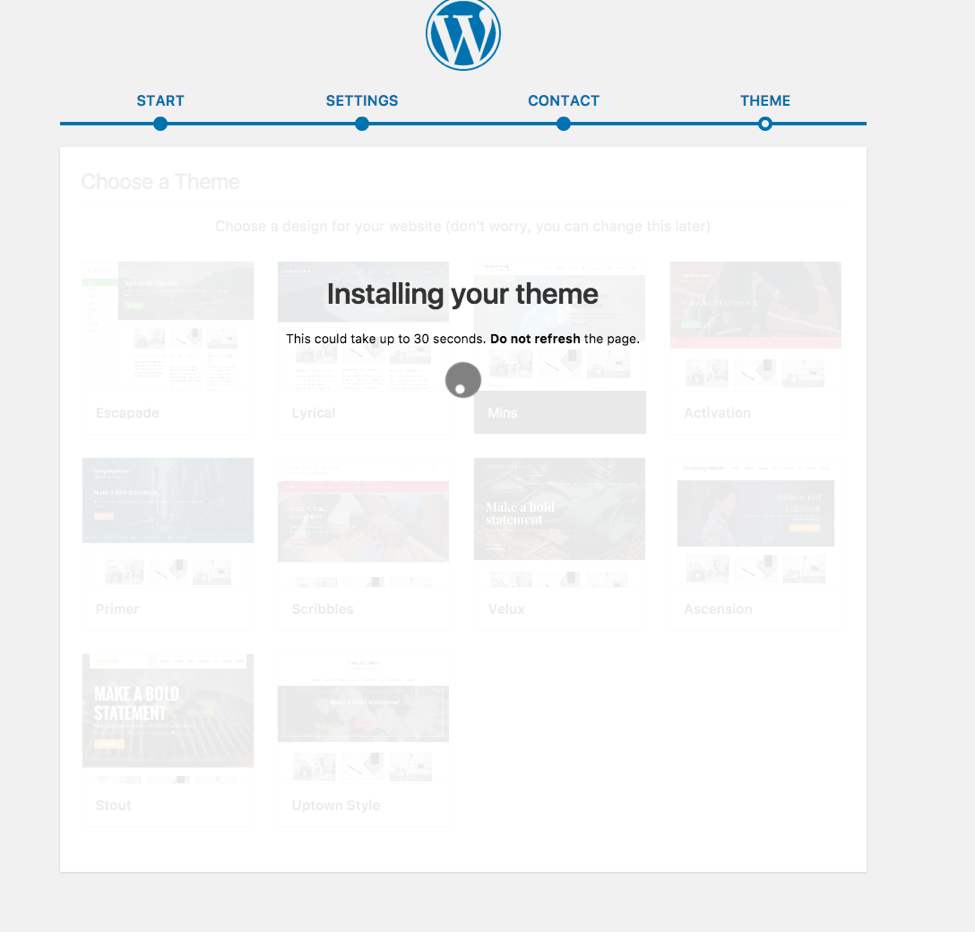 START SETTINGS CONTACT THEME
Choose a Theme
Choose a design for your website (don't worry, you can change this later)
Installing your theme
This could take up to 30 seconds. Do not refresh the page.
Escapade Lyrical Mins Activation
Make a bold
statement
Primer Scribbles Velux Ascension
MAKE A BOLD
STATEMENT
Make a bold statement
Stout Uptown Style